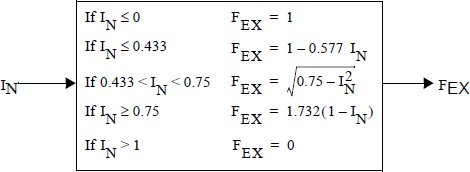 If I_N ≤ 0 F_EX = 1
If I_N ≤ 0.433 F_EX = 1 – 0.577 I_N
I_N If 0.433 < I_N < 0.75 F_EX = √(0.75 – I_N^2) F_EX
If I_N ≥ 0.75 F_EX = 1.732(1 – I_N)
If I_N > 1 F_EX = 0